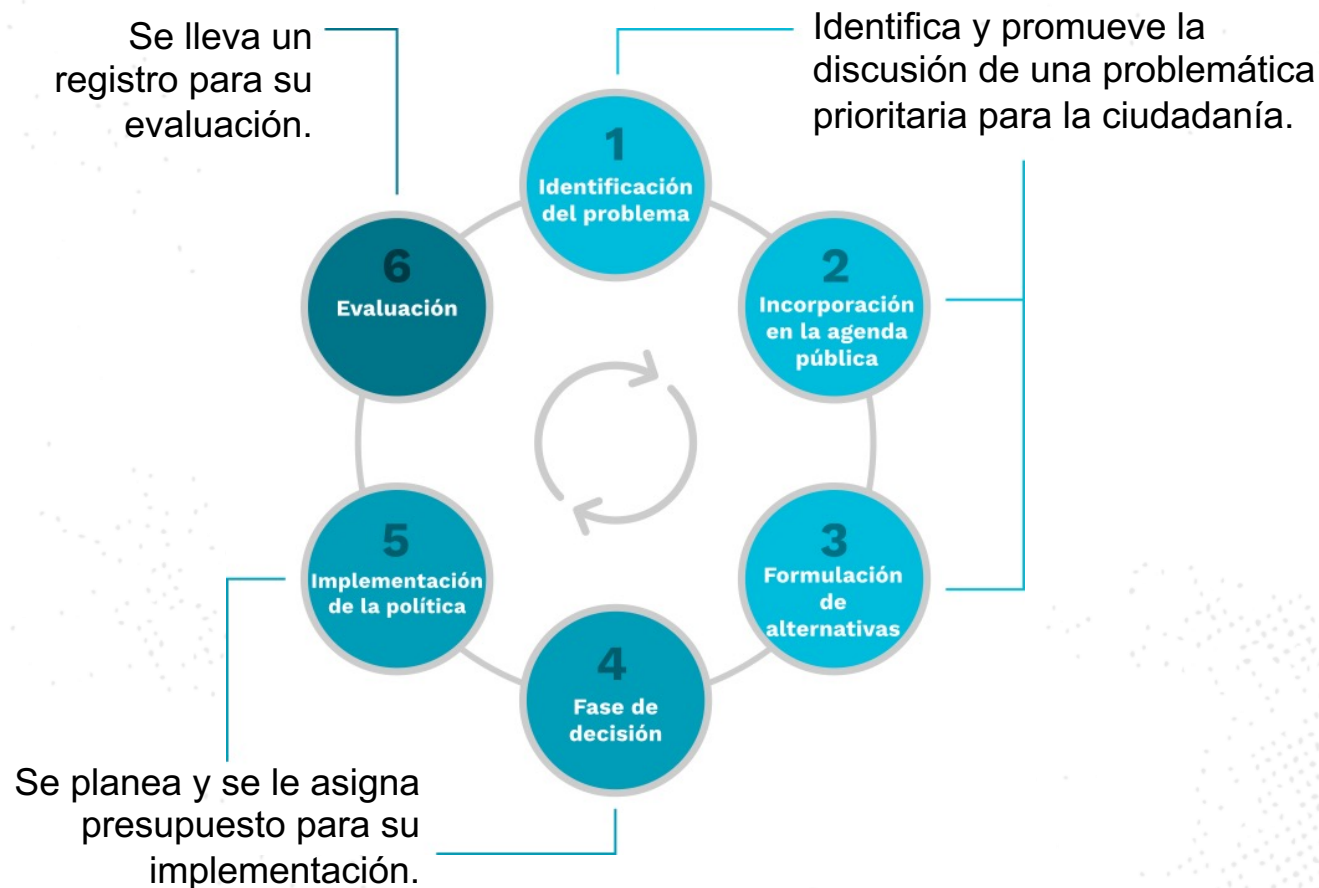 Se lleva un
registro para su
evaluación.
Identifica y promueve la
discusión de una problemática
prioritaria para la ciudadanía.
1
Identificación
del problema
2
Incorporación
en la agenda
pública
3
Formulación
de
alternativas
4
Fase de
decisión
5
Implementación
de la política
6
Evaluación
Se planea y se le asigna
presupuesto para su
implementación.